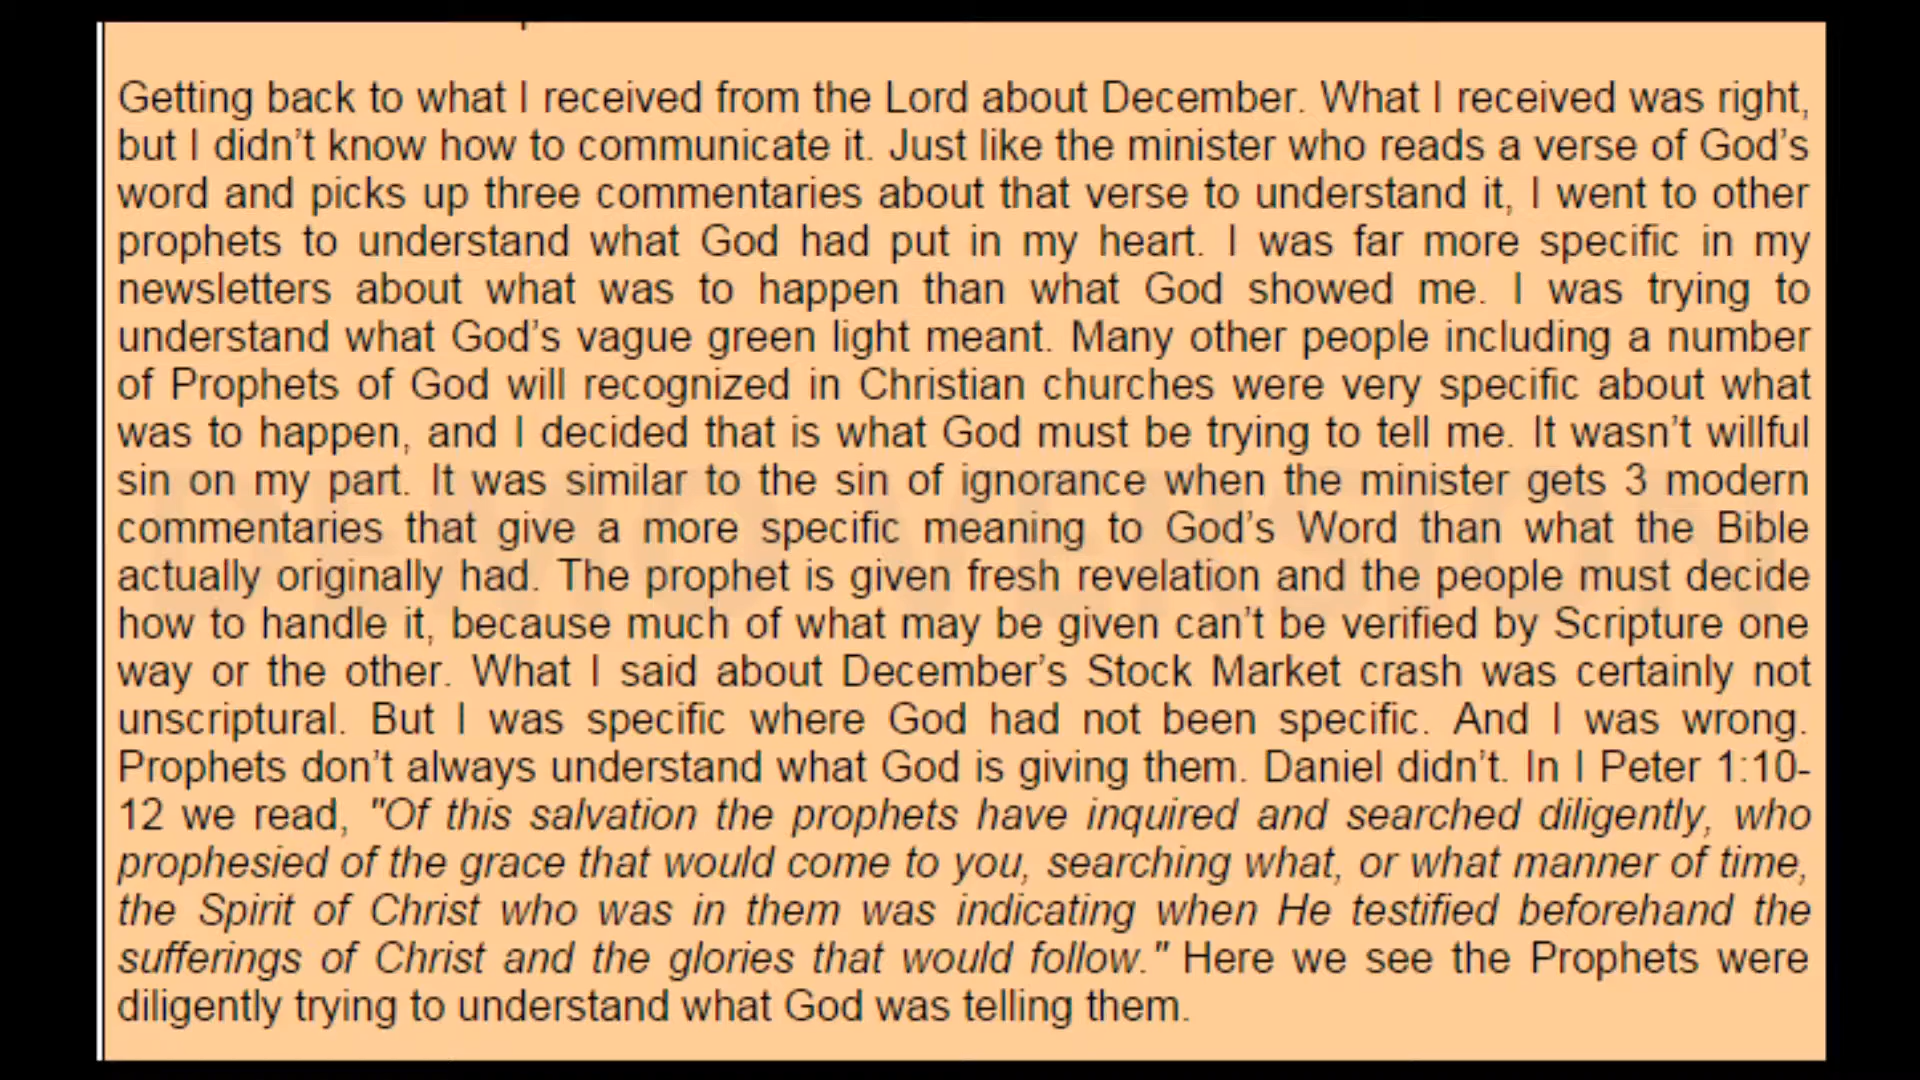 Getting back to what I received from the Lord about December. What I received was right,
but I didn’t know how to communicate it. Just like the minister who reads a verse of God’s
word and picks up three commentaries about that verse to understand it, I went to other
prophets to understand what God had put in my heart. I was far more specific in my
newsletters about what was to happen than what God showed me. I was trying to
understand what God’s vague green light meant. Many other people including a number
of Prophets of God will recognized in Christian churches were very specific about what
was to happen, and I decided that is what God must be trying to tell me. It wasn’t willful
sin on my part. It was similar to the sin of ignorance when the minister gets 3 modern
commentaries that give a more specific meaning to God’s Word than what the Bible
actually originally had. The prophet is given fresh revelation and the people must decide
how to handle it, because much of what may be given can’t be verified by Scripture one
way or the other. What I said about December’s Stock Market crash was certainly not
unscriptural. But I was specific where God had not been specific. And I was wrong.
Prophets don’t always understand what God is giving them. Daniel didn’t. In I Peter 1:10-
12 we read, "Of this salvation the prophets have inquired and searched diligently, who
prophesied of the grace that would come to you, searching what, or what manner of time,
the Spirit of Christ who was in them was indicating when He testified beforehand the
sufferings of Christ and the glories that would follow." Here we see the Prophets were
diligently trying to understand what God was telling them.